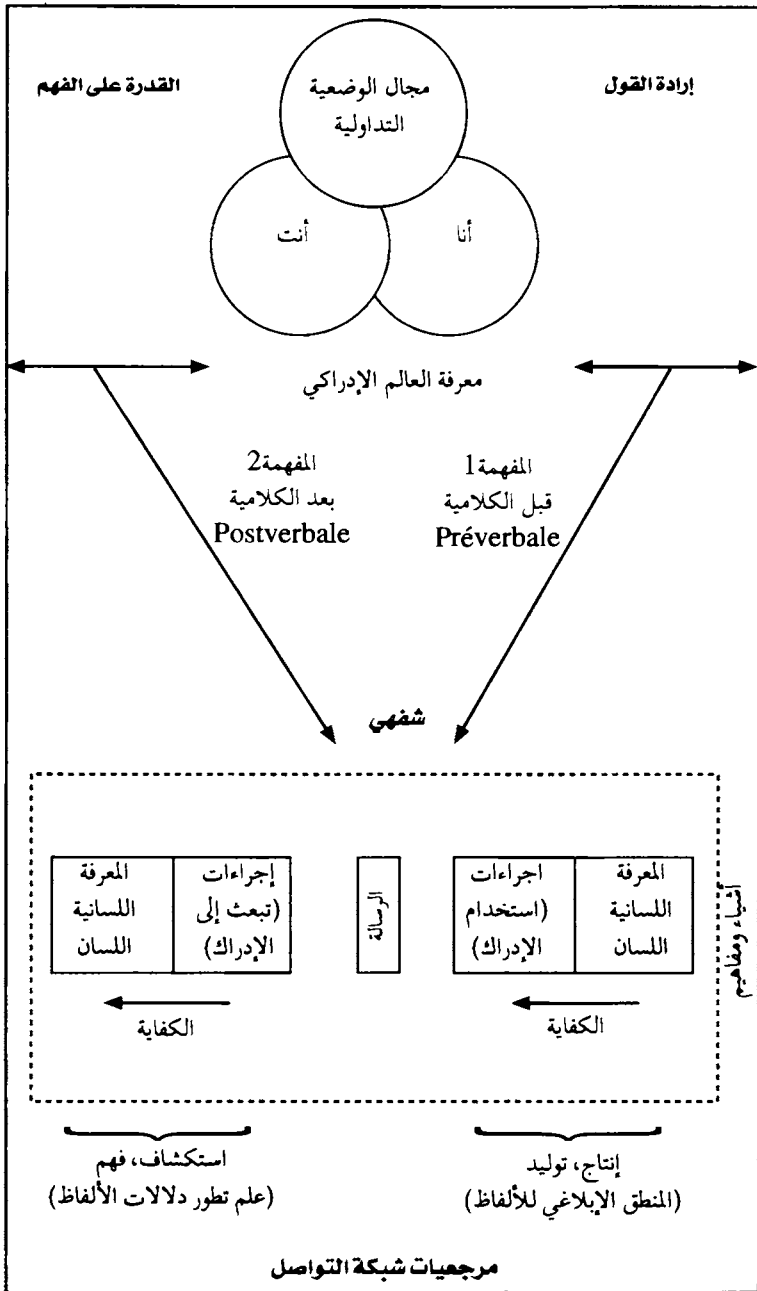 إرادة القول
مجال الوضعية
التداولية
القدرة على الفهم
أنا
أنت
معرفة العالم الإدراكي
المفهمة1
قبل الكلامية
Préverbale
المفهمة2
بعد الكلامية
Postverbale
شفهي
أشياء ومفاهيم
المعرفة
اللسانية
اللسان
اجراءات
(استخدام
الإدراك)
الرسالة
إجراءات
(تبعث إلى
الإدراك)
المعرفة
اللسانية
اللسان
الكفاية
الكفاية
إنتاج، توليد
(المنطق الإبلاغي للألفاظ)
استكشاف، فهم
(علم تطور دلالات الألفاظ)
مرجعيات شبكة التواصل